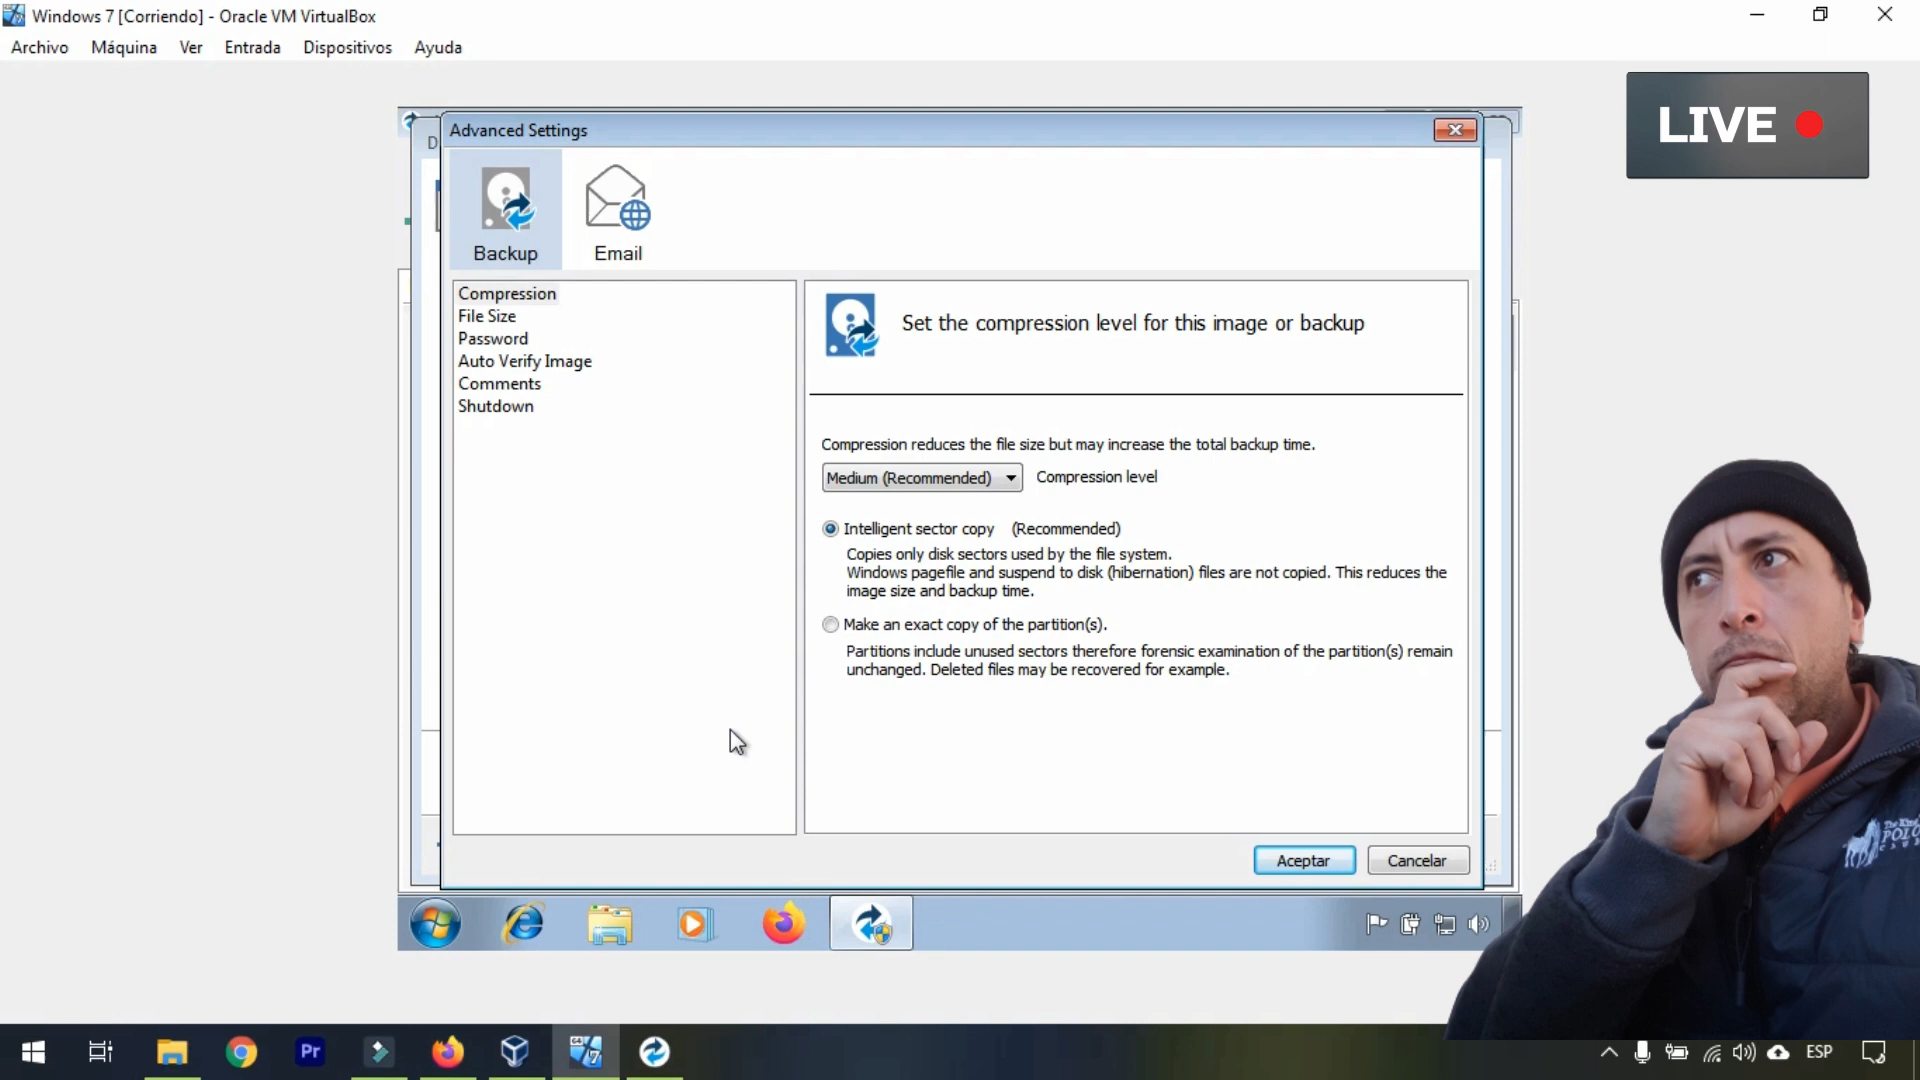 Windows 7 [Corriendo] - Oracle VM VirtualBox
Archivo Máquina Ver Entrada Dispositivos Ayuda
LIVE
Advanced Settings
Backup Email
Compression
File Size
Password
Auto Verify Image
Comments
Shutdown
Set the compression level for this image or backup
Compression reduces the file size but may increase the total backup time.
Medium (Recommended) Compression level
Intelligent sector copy (Recommended)
Copies only disk sectors used by the file system.
Windows pagefile and suspend to disk (hibernation) files are not copied. This reduces the
image size and backup time.
Make an exact copy of the partition(s).
Partitions include unused sectors therefore forensic examination of the partition(s) remain
unchanged. Deleted files may be recovered for example.
Aceptar Cancelar
Pr
64
7
ESP